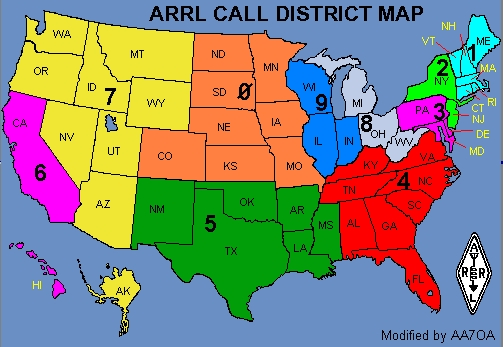 ARRL CALL DISTRICT MAP
NH
WA
VT
ME
1
MT
ND
MN
OR
2
MA
ID
WI
NY
7
SD
Ø
MI
RI
WY
9
CT
PA
3
NJ
CA
IA
8
OH
NE
DE
NV
IL
IN
WV
MD
UT
VA
CO
KS
MO
KY
6
4
NC
TN
OK
AZ
NM
AR
SC
5
MS
AL
GA
TX
LA
A
R R
L
FL
HI
AK
Modified by AA7OA